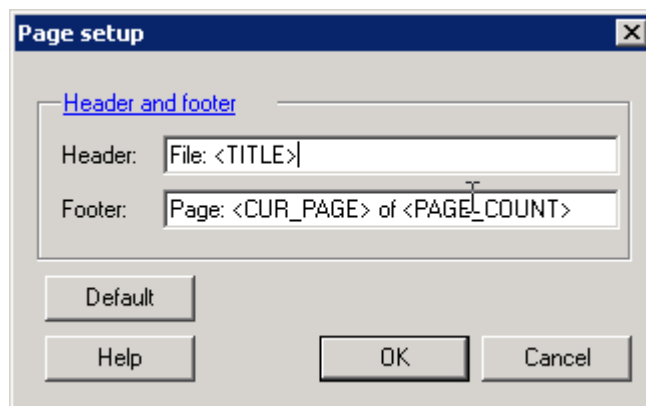 Page setup
Header and footer
Header: File: <TITLE>
Footer: Page: <CUR_PAGE> of <PAGE_COUNT>
Default
Help OK Cancel